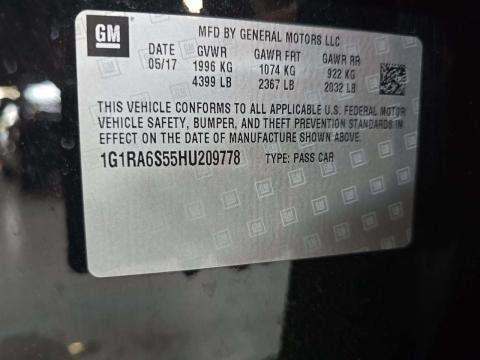 GM
MFD BY GENERAL MOTORS LLC
DATE GVWR GAWR FRT GAWR RR
05/17 1996 KG 1074 KG 922 KG
4399 LB 2367 LB 2032 LB
THIS VEHICLE CONFORMS TO ALL APPLICABLE U.S. FEDERAL MOTOR
VEHICLE SAFETY, BUMPER, AND THEFT PREVENTION STANDARDS IN
EFFECT ON THE DATE OF MANUFACTURE SHOWN ABOVE.
1G1RA6S55HU209778 TYPE: PASS CAR